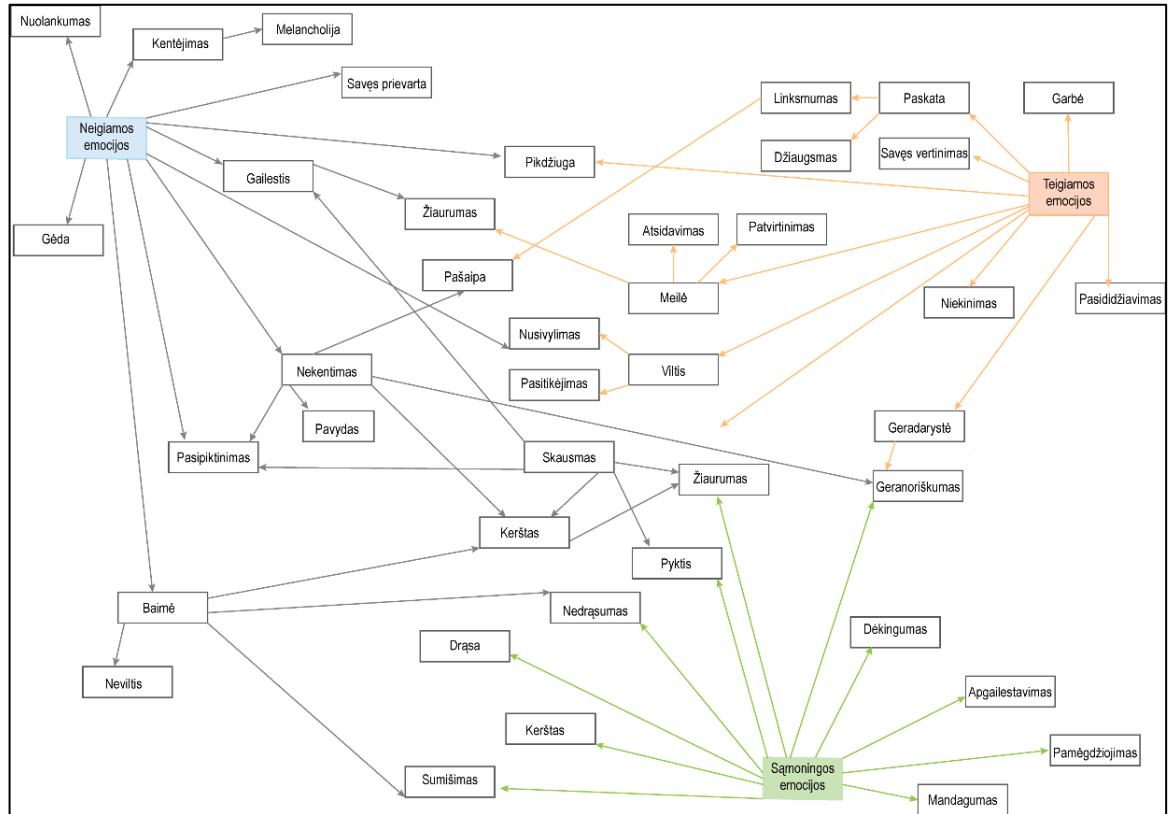 Nuolankumas
Kentėjimas
Melancholija
Savęs prievarta
Linksmumas
Paskata
Garbė
Neigiamos
emocijos
Pikdžiuga
Džiaugsmas
Savęs vertinimas
Gailestis
Teigiamos
emocijos
Žiaurumas
Gėda
Atsidavimas
Patvirtinimas
Pašaipa
Meilė
Niekinimas
Pasididžiavimas
Nusivylimas
Nekentimas
Pasitikėjimas
Viltis
Pavydas
Geradarystė
Pasipiktinimas
Skausmas
Žiaurumas
Geranoriškumas
Kerštas
Pyktis
Baimė
Nedrąsumas
Drąsa
Dėkingumas
Neviltis
Apgailestavimas
Kerštas
Pamėgdžiojimas
Sumišimas
Sąmoningos
emocijos
Mandagumas